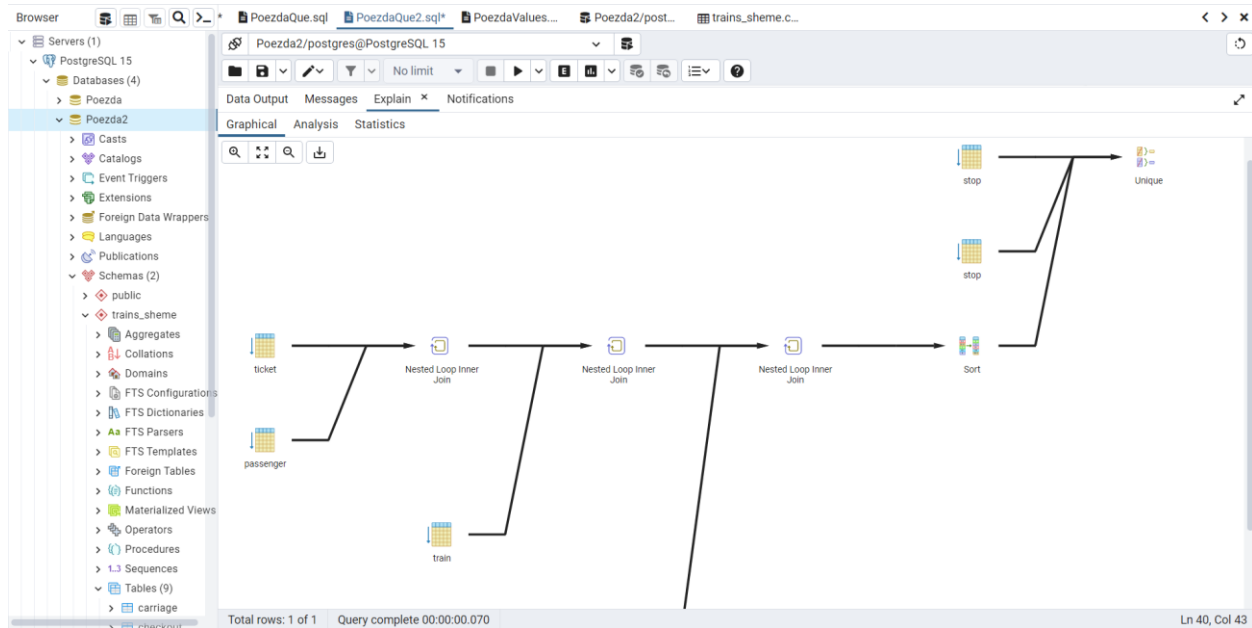 Browser
* PoezdaQue.sql PoezdaQue2.sql* PoezdaValues.... Poezda2/post... trains_sheme.c...
Servers (1)
PostgreSQL 15
Databases (4)
Poezda
Poezda2
Casts
Catalogs
Event Triggers
Extensions
Foreign Data Wrappers
Languages
Publications
Schemas (2)
public
trains_sheme
Aggregates
Collations
Domains
FTS Configurations
FTS Dictionaries
Aa FTS Parsers
FTS Templates
Foreign Tables
Functions
Materialized Views
Operators
Procedures
1..3 Sequences
Tables (9)
carriage
Poezda2/postgres@PostgreSQL 15
No limit
E
Data Output Messages Explain × Notifications
Graphical Analysis Statistics
stop
Unique
stop
ticket
Nested Loop Inner
Join
Nested Loop Inner
Join
Nested Loop Inner
Join
Sort
passenger
train
Total rows: 1 of 1 Query complete 00:00:00.070 Ln 40, Col 43